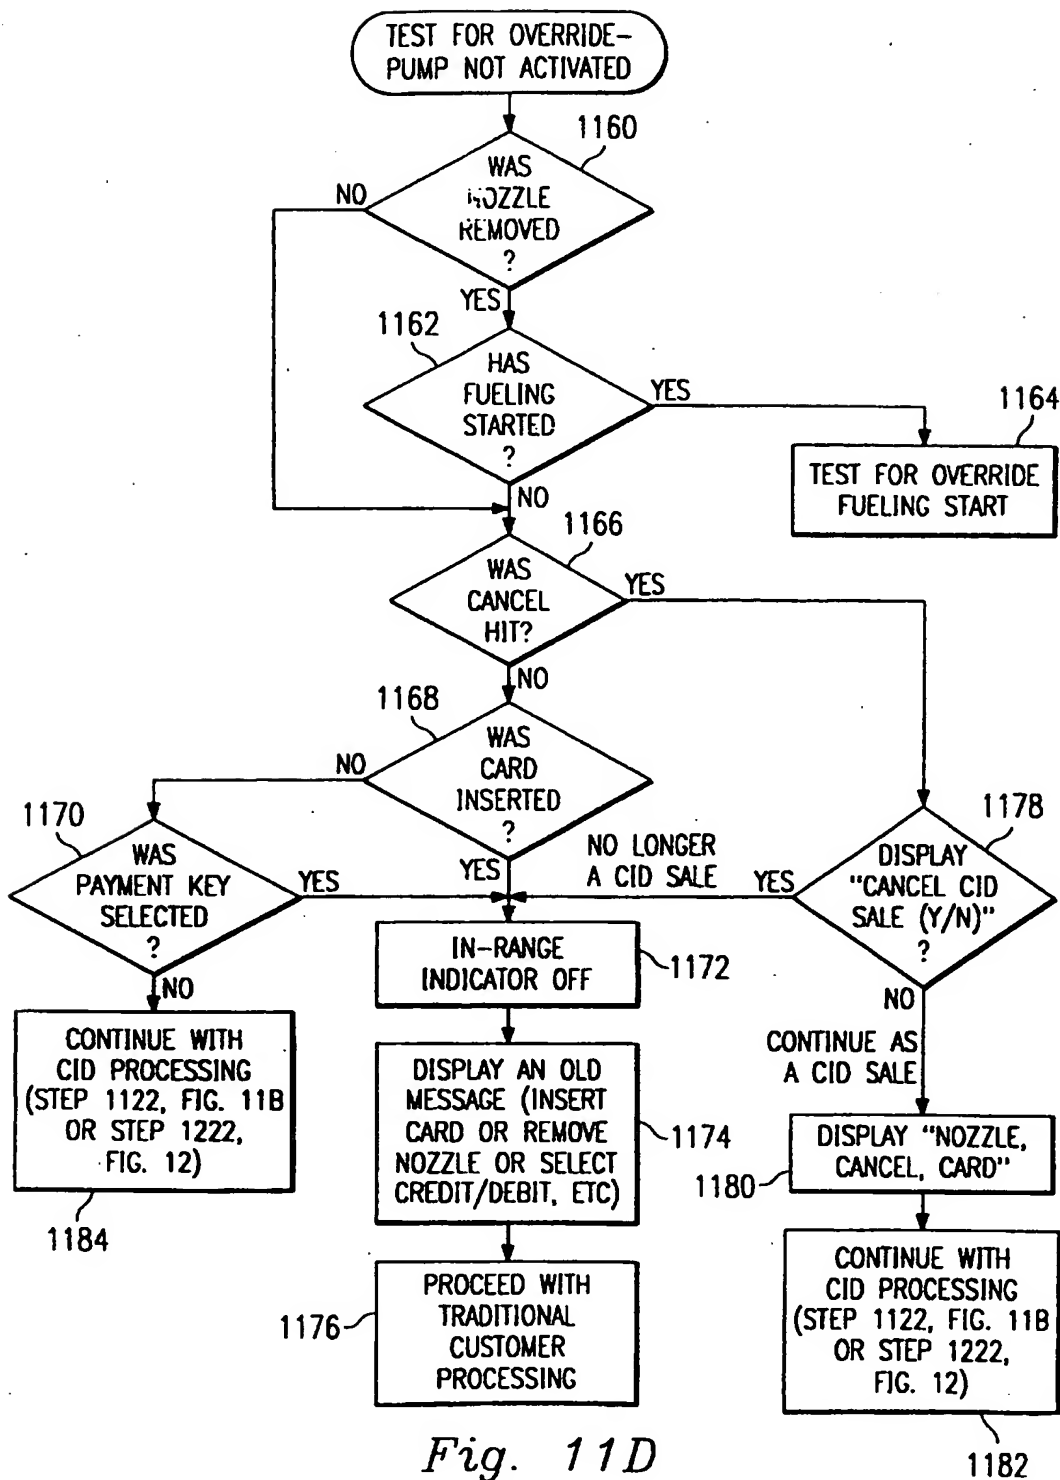 TEST FOR OVERRIDE-
PUMP NOT ACTIVATED
1160
WAS
NOZZLE
REMOVED
?
NO
YES
1162
HAS
FUELING
STARTED
?
YES
1164
TEST FOR OVERRIDE
FUELING START
NO
1166
WAS
CANCEL
HIT?
YES
NO
1168
WAS
CARD
INSERTED
?
NO
YES
1170
WAS
PAYMENT KEY
SELECTED
?
YES
NO
NO LONGER
A CID SALE
YES
1178
DISPLAY
"CANCEL CID
SALE (Y/N)"
?
NO
CONTINUE AS
A CID SALE
IN-RANGE
INDICATOR OFF
1172
CONTINUE WITH
CID PROCESSING
(STEP 1122, FIG. 11B
OR STEP 1222,
FIG. 12)
1184
DISPLAY AN OLD
MESSAGE (INSERT
CARD OR REMOVE
NOZZLE OR SELECT
CREDIT/DEBIT, ETC)
1174
DISPLAY "NOZZLE,
CANCEL, CARD"
1180
PROCEED WITH
TRADITIONAL
CUSTOMER
PROCESSING
1176
CONTINUE WITH
CID PROCESSING
(STEP 1122, FIG. 11B
OR STEP 1222,
FIG. 12)
1182
Fig. 11D